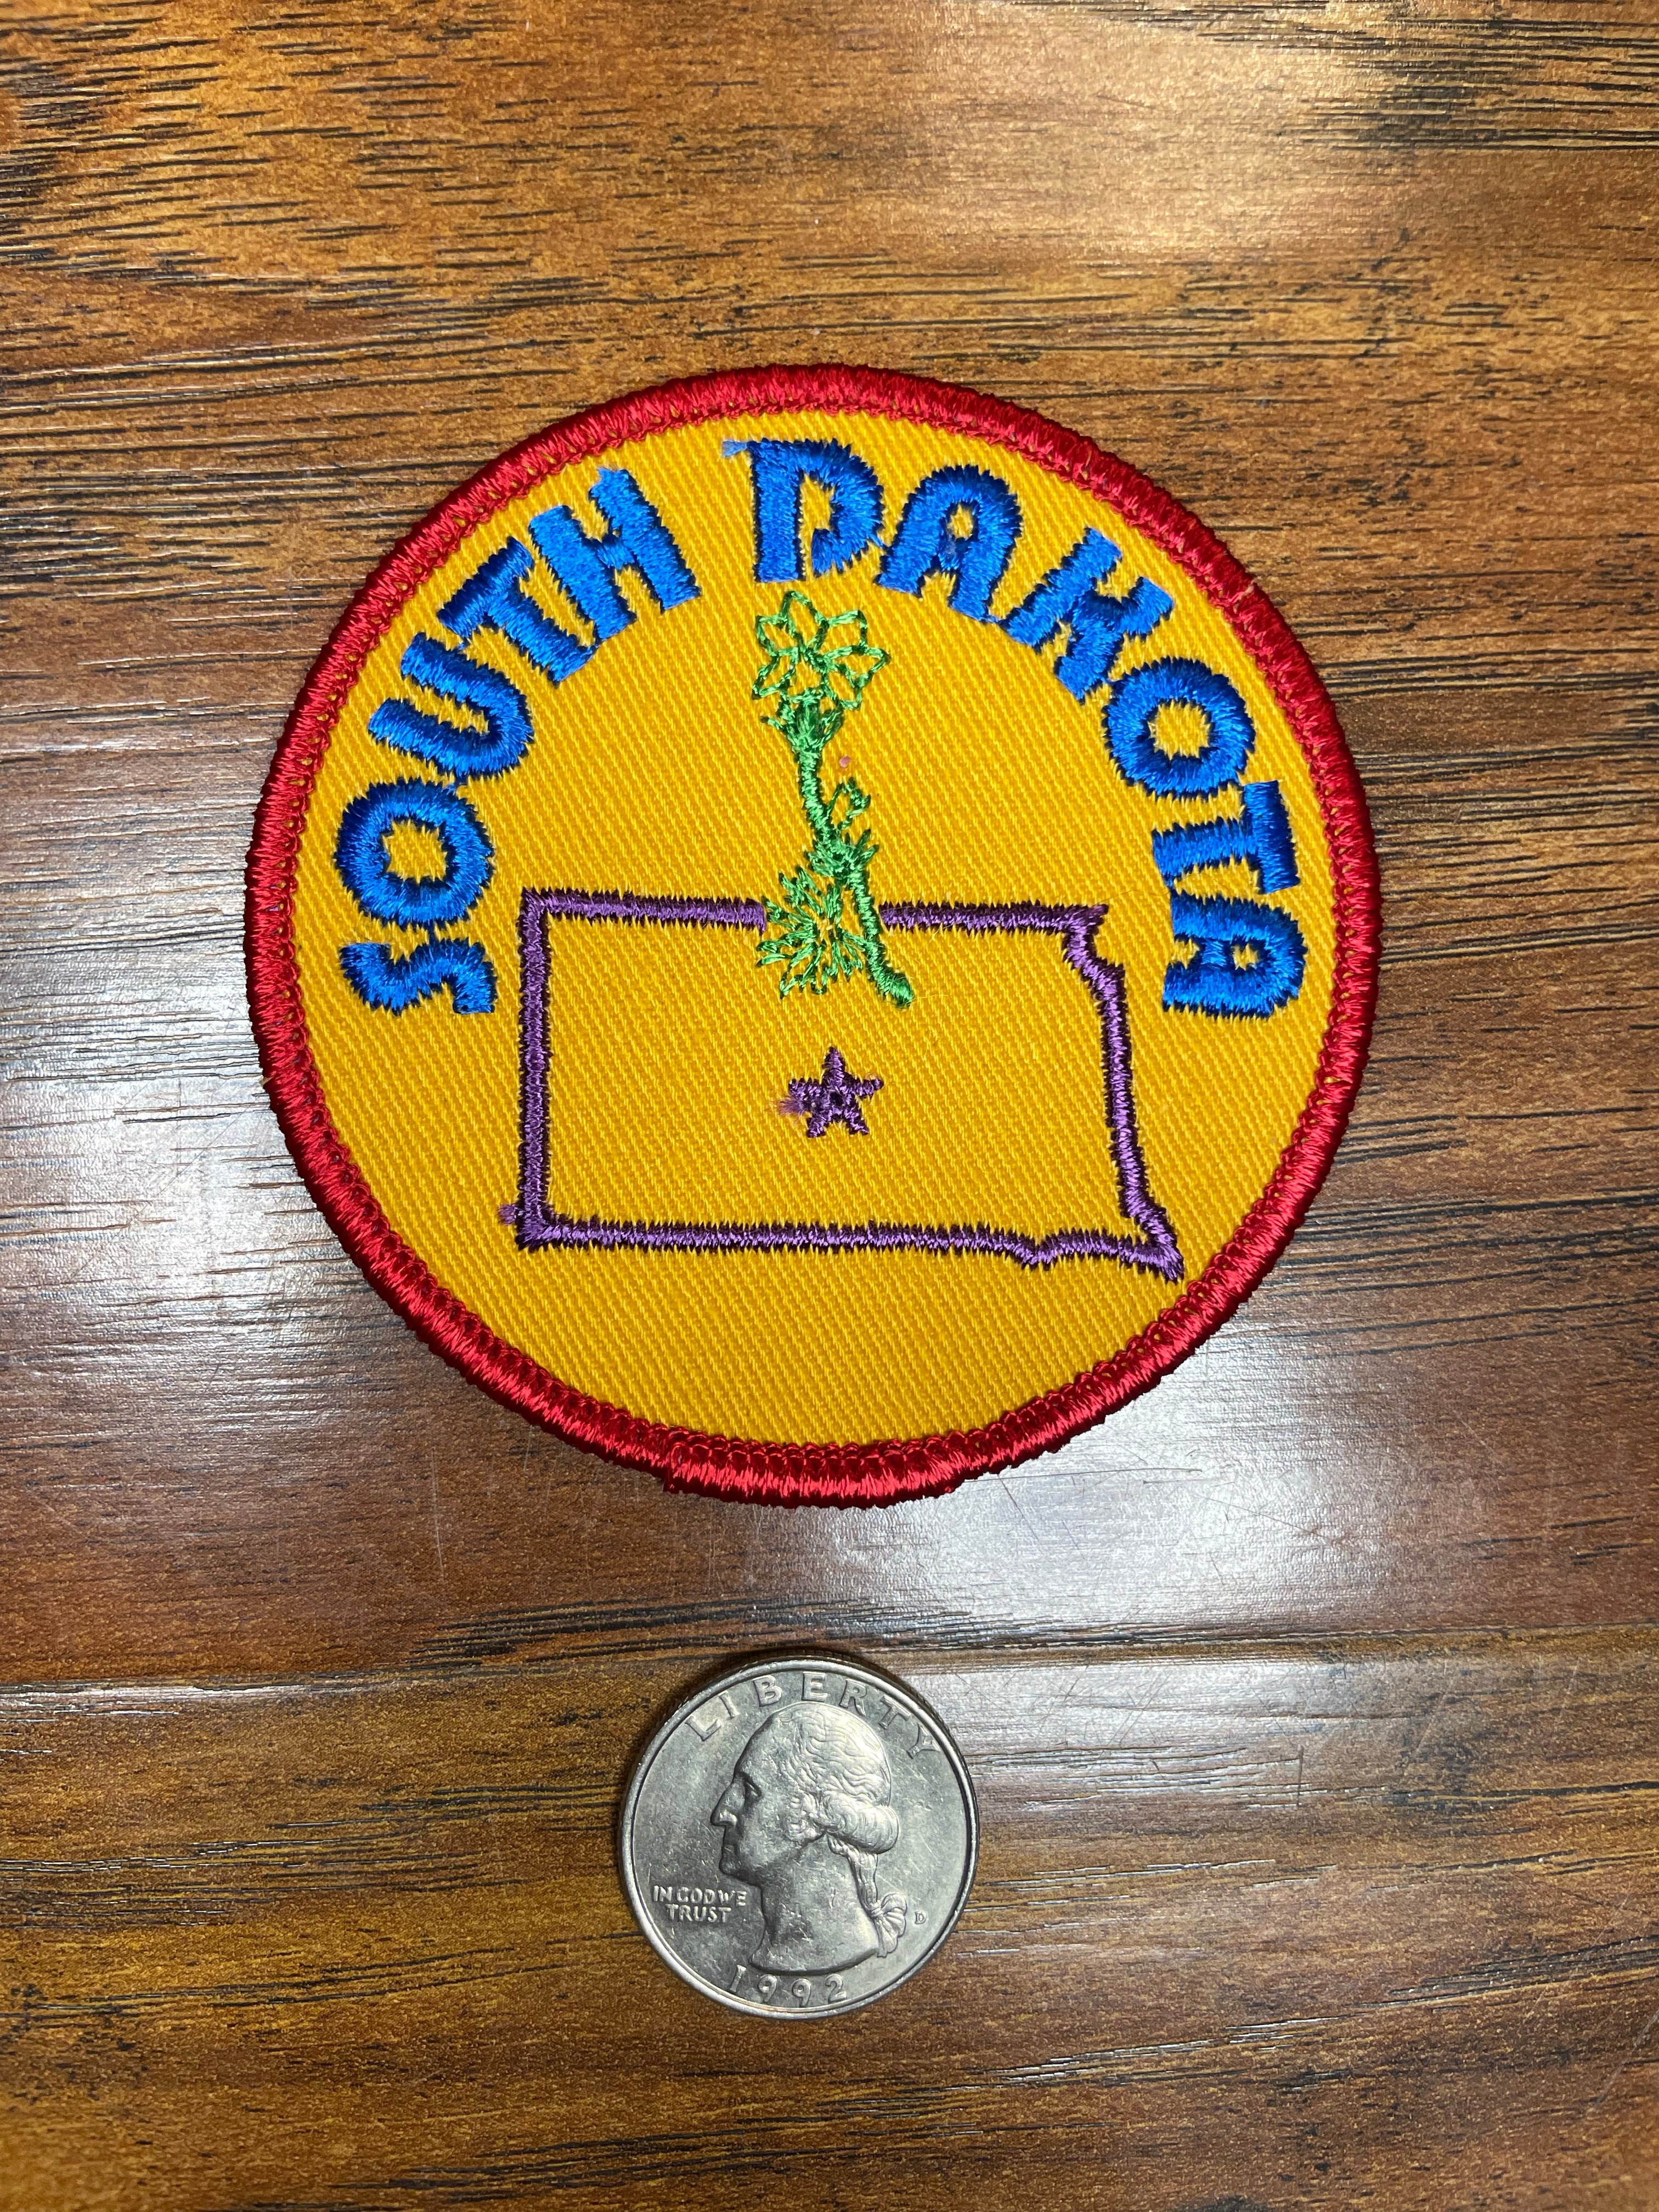 SOUTH DAKOTA
LIBERTY
IN GOD WE
TRUST
D
1992